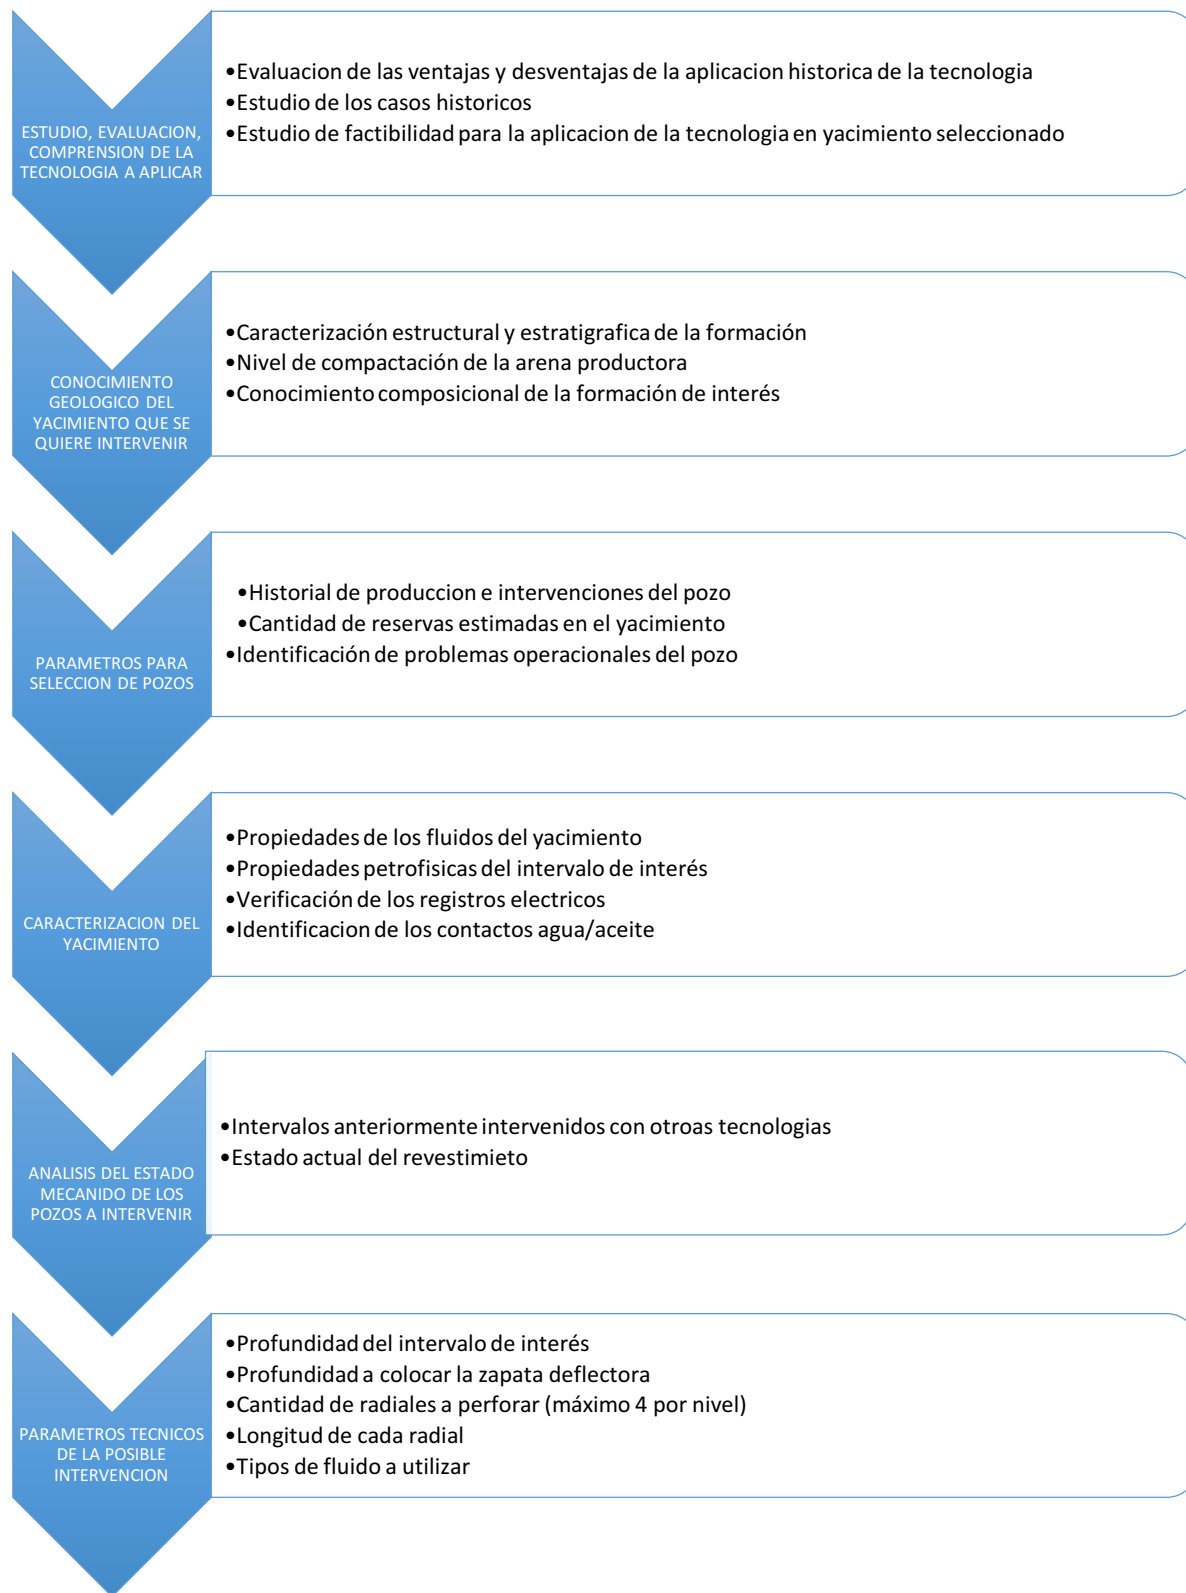 ESTUDIO, EVALUACION,
COMPRENSION DE LA
TECNOLOGIA A APLICAR
•Evaluacion de las ventajas y desventajas de la aplicacion historica de la tecnologia
•Estudio de los casos historicos
•Estudio de factibilidad para la aplicacion de la tecnologia en yacimiento seleccionado
CONOCIMIENTO
GEOLOGICO DEL
YACIMIENTO QUE SE
QUIERE INTERVENIR
•Caracterización estructural y estratigrafica de la formación
•Nivel de compactación de la arena productora
•Conocimiento composicional de la formación de interés
PARAMETROS PARA
SELECCION DE POZOS
•Historial de produccion e intervenciones del pozo
•Cantidad de reservas estimadas en el yacimiento
•Identificación de problemas operacionales del pozo
CARACTERIZACION DEL
YACIMIENTO
•Propiedades de los fluidos del yacimiento
•Propiedades petrofisicas del intervalo de interés
•Verificación de los registros electricos
•Identificacion de los contactos agua/aceite
ANALISIS DEL ESTADO
MECANIDO DE LOS
POZOS A INTERVENIR
•Intervalos anteriormente intervenidos con otroas tecnologias
•Estado actual del revestimieto
PARAMETROS TECNICOS
DE LA POSIBLE
INTERVENCION
•Profundidad del intervalo de interés
•Profundidad a colocar la zapata deflectora
•Cantidad de radiales a perforar (máximo 4 por nivel)
•Longitud de cada radial
•Tipos de fluido a utilizar